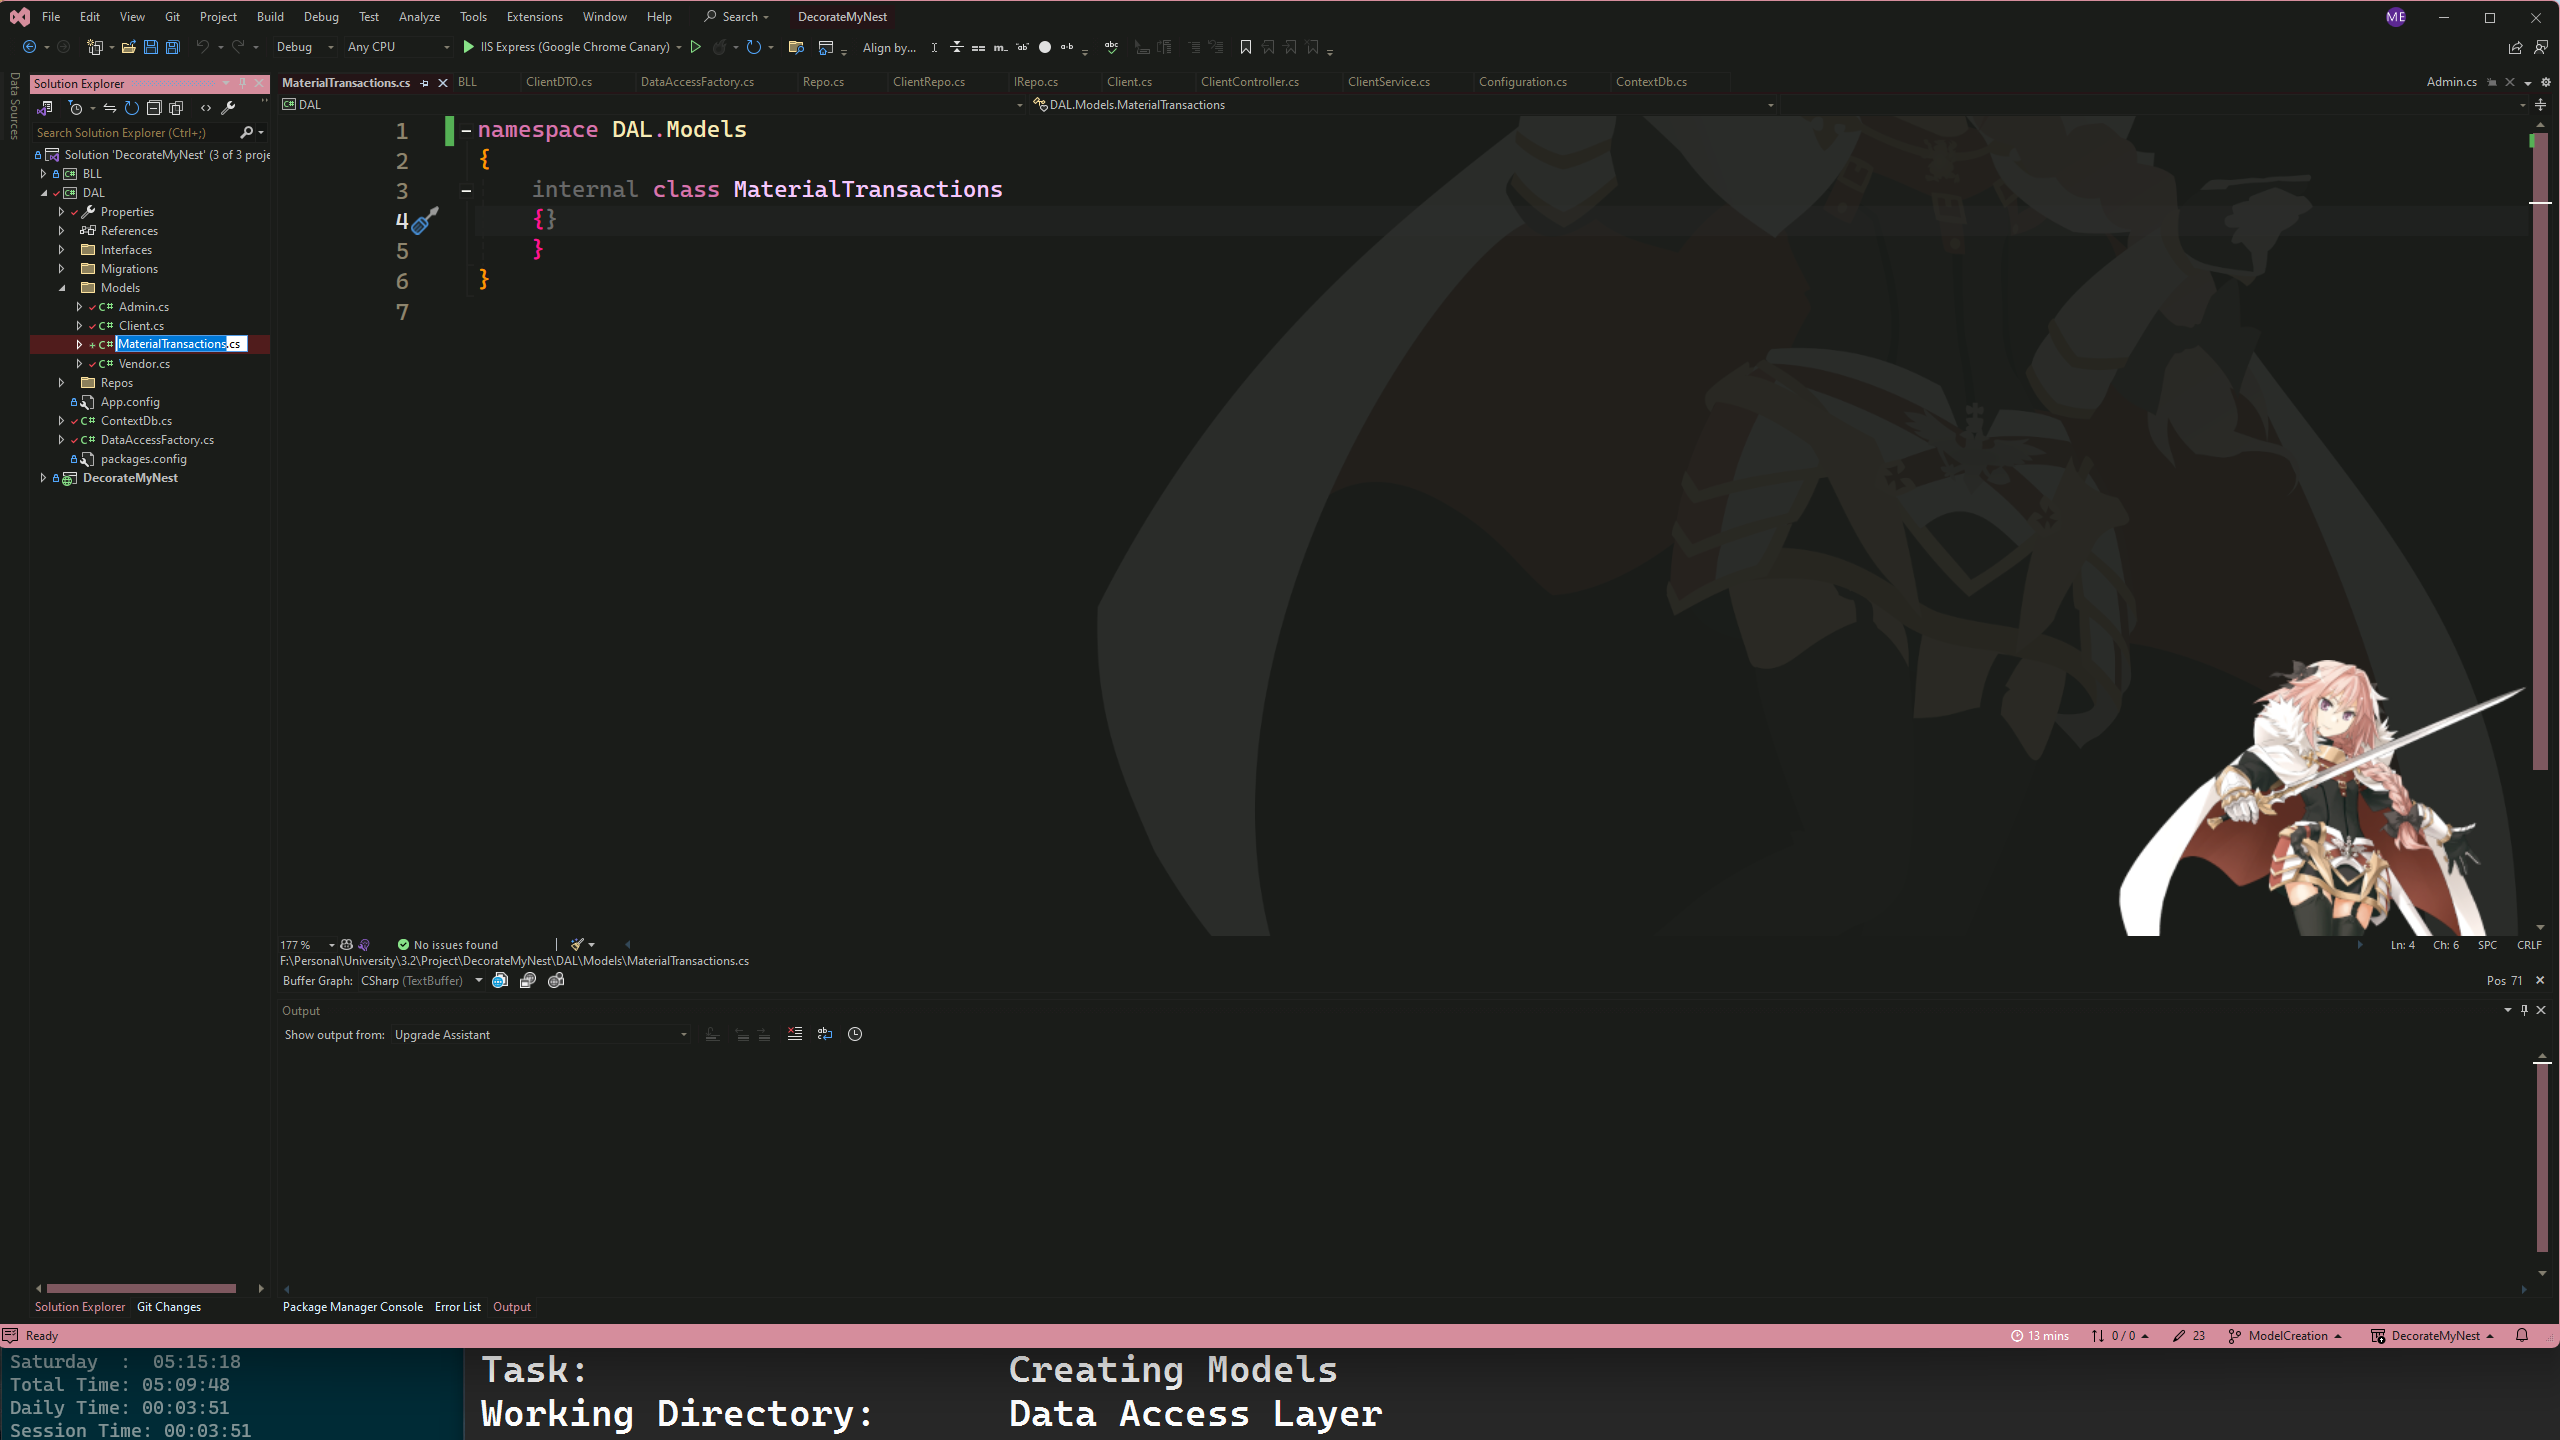 File Edit View Git Project Build Debug Test Analyze Tools Extensions Window Help Search DecorateMyNest ME
Debug Any CPU IIS Express (Google Chrome Canary) Align by...
Data Sources
Solution Explorer
MaterialTransactions.cs BLL ClientDTO.cs DataAccessFactory.cs Repo.cs ClientRepo.cs IRepo.cs Client.cs ClientController.cs ClientService.cs Configuration.cs ContextDb.cs Admin.cs
DAL DAL.Models.MaterialTransactions
Search Solution Explorer (Ctrl+;)
Solution 'DecorateMyNest' (3 of 3 proje
BLL
DAL
Properties
References
Interfaces
Migrations
Models
Admin.cs
Client.cs
MaterialTransactions.cs
Vendor.cs
Repos
App.config
ContextDb.cs
DataAccessFactory.cs
packages.config
DecorateMyNest
1 namespace DAL.Models
2 {
3 internal class MaterialTransactions
4 {}
5 }
6 }
7
177 % No issues found Ln: 4 Ch: 6 SPC CRLF
F:\Personal\University\3.2\Project\DecorateMyNest\DAL\Models\MaterialTransactions.cs
Buffer Graph: CSharp (TextBuffer) Pos 71
Output
Show output from: Upgrade Assistant
Solution Explorer Git Changes
Package Manager Console Error List Output
Ready 13 mins 0 / 0 23 ModelCreation DecorateMyNest
Saturday : 05:15:18
Total Time: 05:09:48
Daily Time: 00:03:51
Session Time: 00:03:51
Task: Creating Models
Working Directory: Data Access Layer